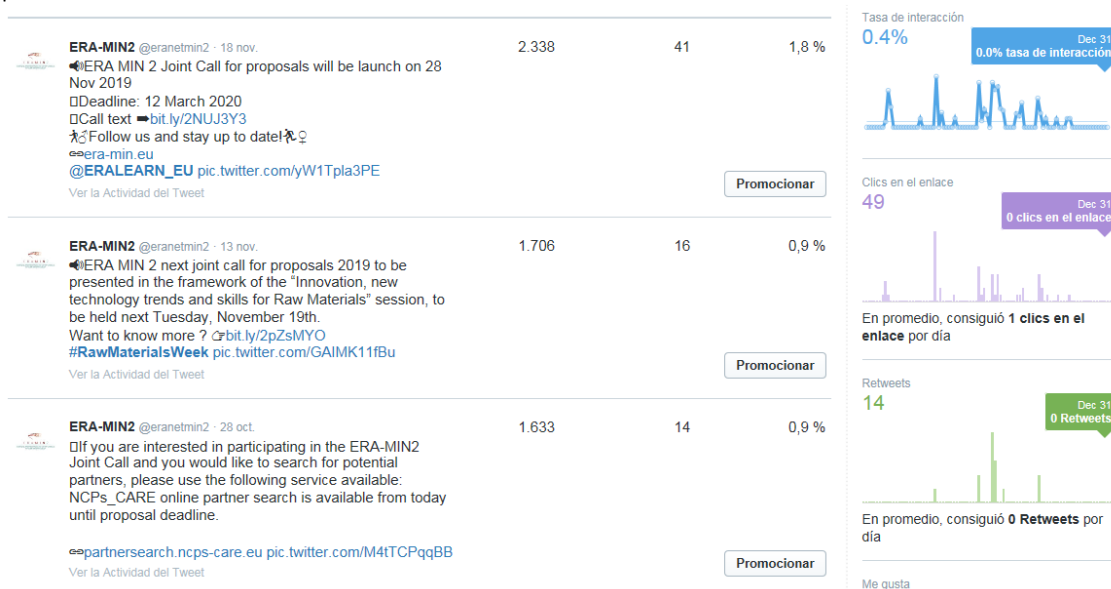 ERA-MIN2 @eranetmin2 · 18 nov.
🔊ERA MIN 2 Joint Call for proposals will be launch on 28
Nov 2019
▯Deadline: 12 March 2020
▯Call text ➡bit.ly/2NUJ3Y3
🏃♂Follow us and stay up to date!🏃♀
🔗era-min.eu
@ERALEARN_EU pic.twitter.com/yW1Tpla3PE
Ver la Actividad del Tweet
2.338
41
1,8 %
Promocionar
ERA-MIN2 @eranetmin2 · 13 nov.
🔊ERA MIN 2 next joint call for proposals 2019 to be
presented in the framework of the “Innovation, new
technology trends and skills for Raw Materials” session, to
be held next Tuesday, November 19th.
Want to know more ? 👉bit.ly/2pZsMYO
#RawMaterialsWeek pic.twitter.com/GAIMK11fBu
Ver la Actividad del Tweet
1.706
16
0,9 %
Promocionar
ERA-MIN2 @eranetmin2 · 28 oct.
▯If you are interested in participating in the ERA-MIN2
Joint Call and you would like to search for potential
partners, please use the following service available:
NCPs_CARE online partner search is available from today
until proposal deadline.
🔗partnersearch.ncps-care.eu pic.twitter.com/M4tTCPqqBB
Ver la Actividad del Tweet
1.633
14
0,9 %
Promocionar
Tasa de interacción
0.4%
Dec 31
0.0% tasa de interacción
Clics en el enlace
49
Dec 31
0 clics en el enlace
En promedio, consiguió 1 clics en el
enlace por día
Retweets
14
Dec 31
0 Retweets
En promedio, consiguió 0 Retweets por
día
Me gusta